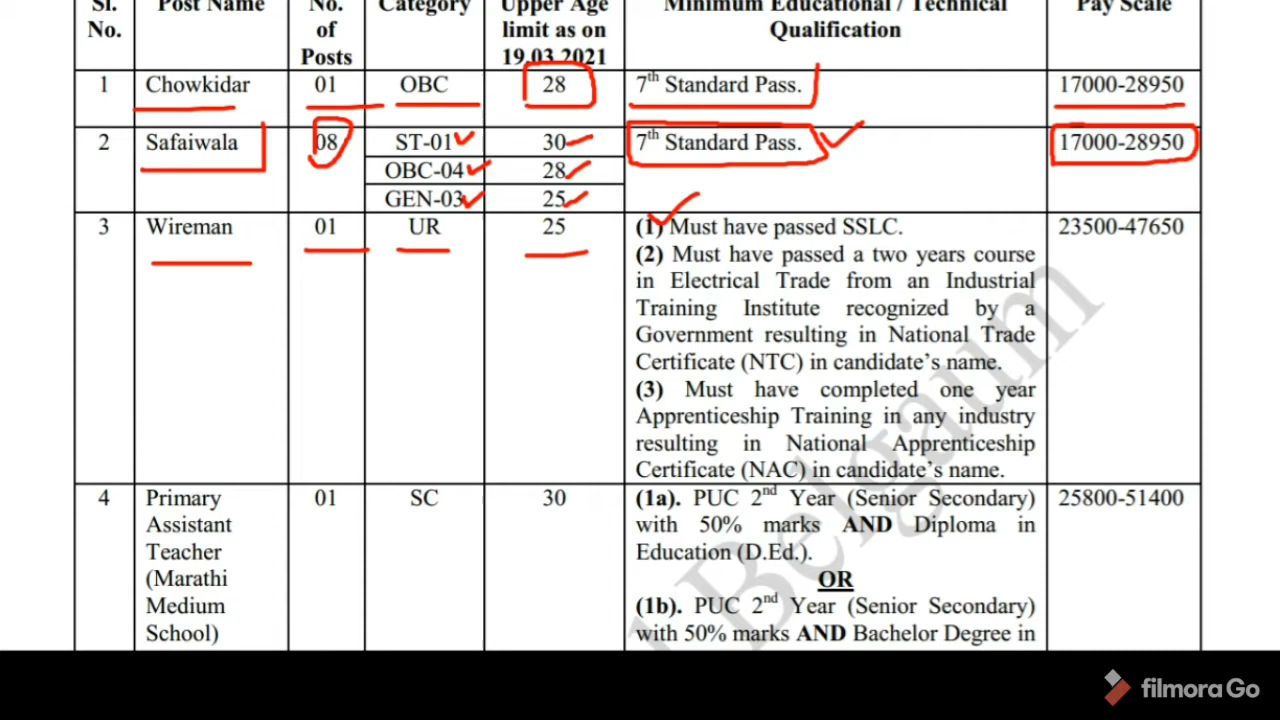 Sl. No.
Post Name
No. of Posts
Category
Upper Age limit as on 19.03.2021
Minimum Educational / Technical Qualification
Pay Scale
1 Chowkidar 01 OBC 28 7th Standard Pass. 17000-28950
2 Safaiwala 08 ST-01 30 7th Standard Pass. 17000-28950
OBC-04 28
GEN-03 25
3 Wireman 01 UR 25 (1) Must have passed SSLC. 23500-47650
(2) Must have passed a two years course
in Electrical Trade from an Industrial
Training Institute recognized by a
Government resulting in National Trade
Certificate (NTC) in candidate's name.
(3) Must have completed one year
Apprenticeship Training in any industry
resulting in National Apprenticeship
Certificate (NAC) in candidate's name.
4 Primary Assistant Teacher (Marathi Medium School) 01 SC 30 (1a). PUC 2nd Year (Senior Secondary) 25800-51400
with 50% marks AND Diploma in
Education (D.Ed.).
OR
(1b). PUC 2nd Year (Senior Secondary)
with 50% marks AND Bachelor Degree in
Belgaum
filmoraGo